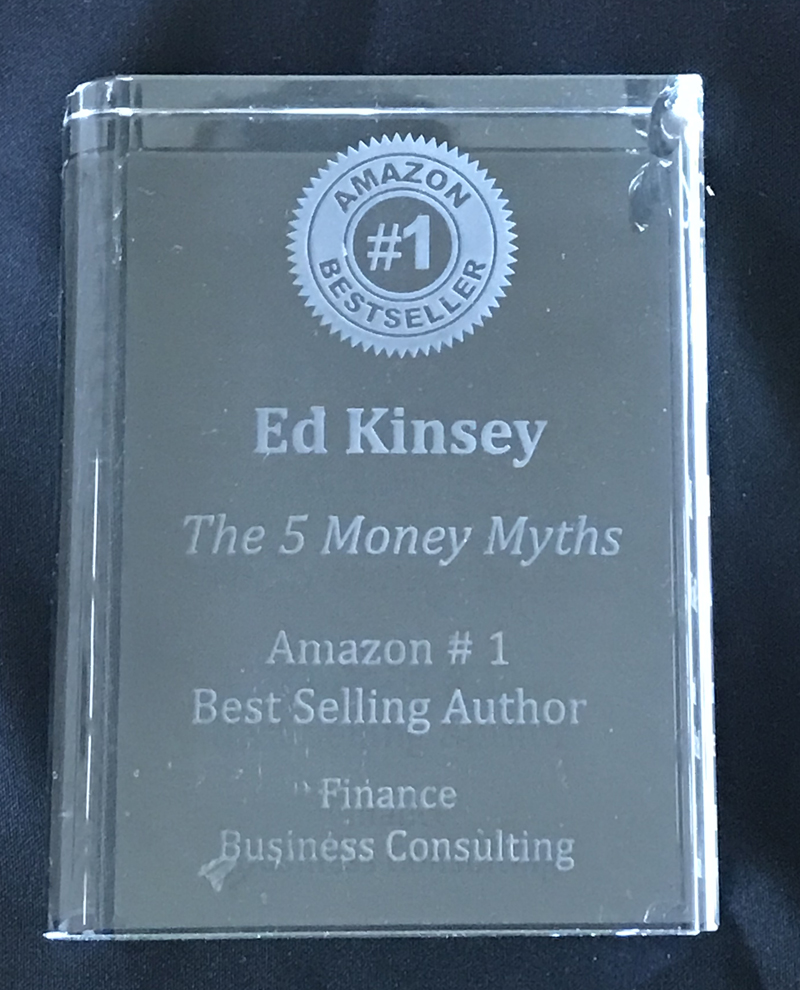 AMAZON
#1
BESTSELLER
Ed Kinsey
The 5 Money Myths
Amazon # 1
Best Selling Author
Finance
Business Consulting